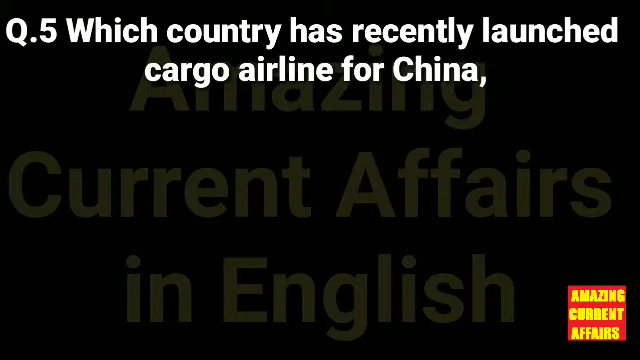 Q.5 Which country has recently launched
cargo airline for China,
Amazing
Current Affairs
in English
AMAZING
CURRENT
AFFAIRS